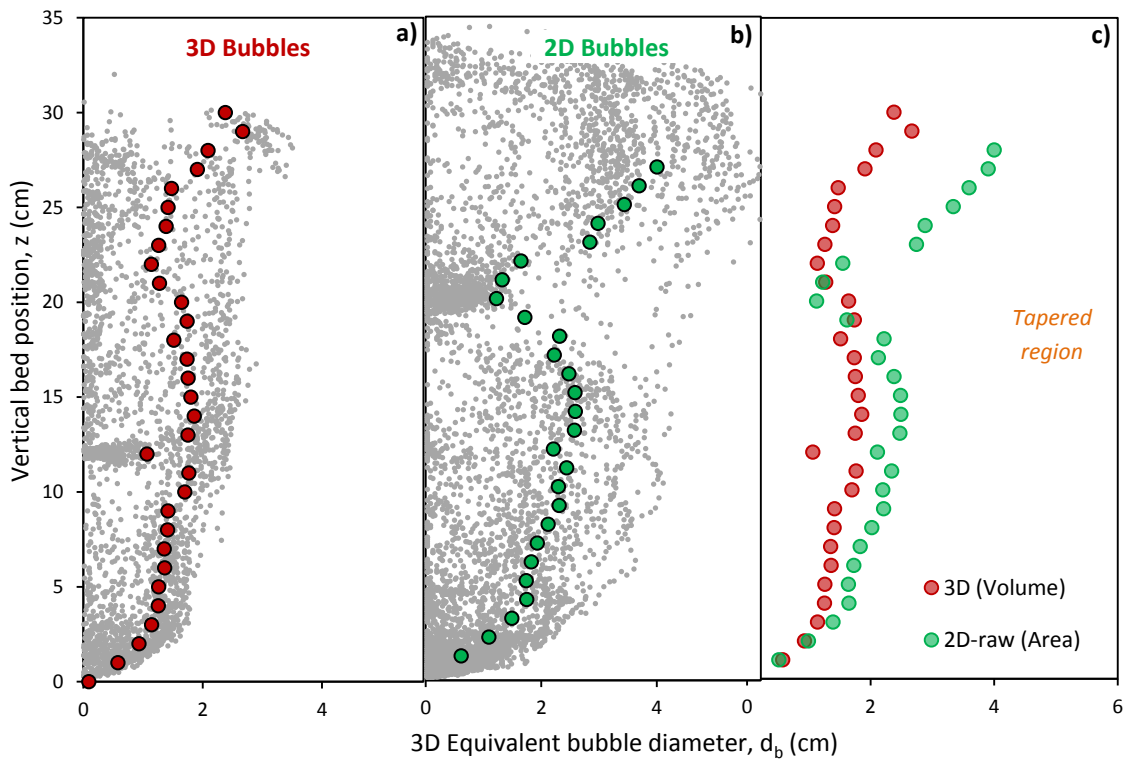 35
30
25
20
15
10
5
0
Vertical bed position, z (cm)
3D Bubbles
a)
2D Bubbles
b)
c)
Tapered
region
3D (Volume)
2D-raw (Area)
0 2 4 0 2 4 0 2 4 6
3D Equivalent bubble diameter, d_b (cm)